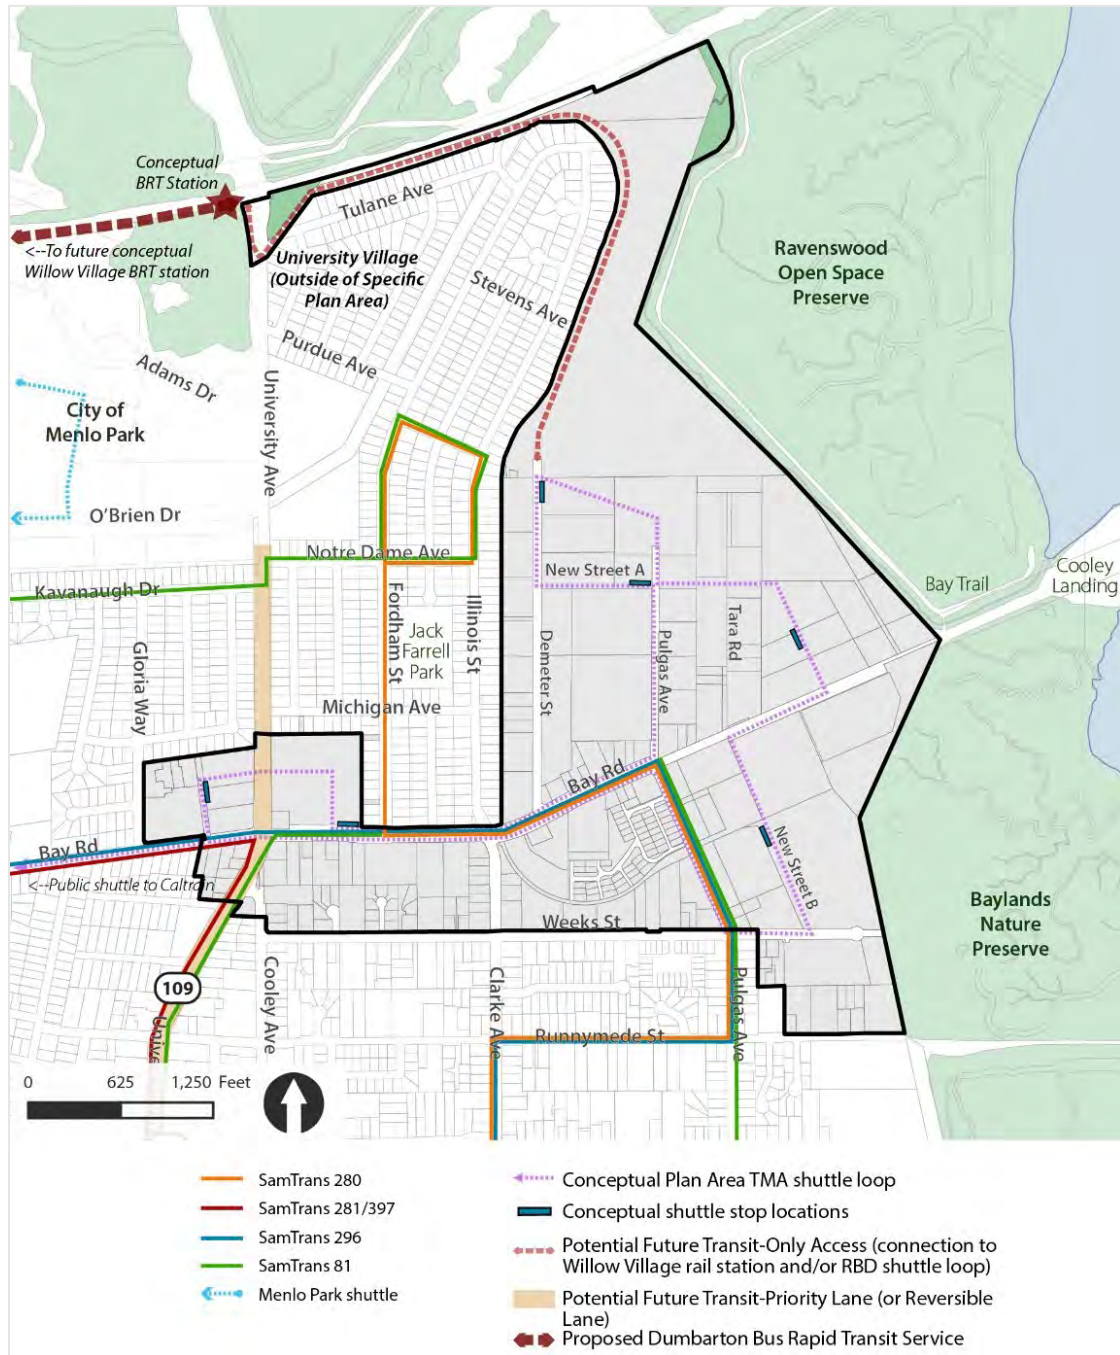 Conceptual
BRT Station
<--To future conceptual
Willow Village BRT station
Tulane Ave
University Village
(Outside of Specific
Plan Area)
Stevens Ave
Purdue Ave
Adams Dr
University Ave
City of
Menlo Park
O'Brien Dr
Ravenswood
Open Space
Preserve
Notre Dame Ave
Kavanaugh Dr
Gloria Way
Fordham St
Illinois St
Jack
Farrell
Park
Michigan Ave
New Street A
Demeter St
Pulgas Ave
Tara Rd
Bay Trail
Cooley
Landing
Bay Rd
Bay Rd
<--Public shuttle to Caltrain
New Street B
Weeks St
Baylands
Nature
Preserve
109
Cooley Ave
Clarke Ave
Pulgas Ave
Runnymede St
Unive
0 625 1,250 Feet
SamTrans 280
SamTrans 281/397
SamTrans 296
SamTrans 81
Menlo Park shuttle
Conceptual Plan Area TMA shuttle loop
Conceptual shuttle stop locations
Potential Future Transit-Only Access (connection to
Willow Village rail station and/or RBD shuttle loop)
Potential Future Transit-Priority Lane (or Reversible
Lane)
Proposed Dumbarton Bus Rapid Transit Service